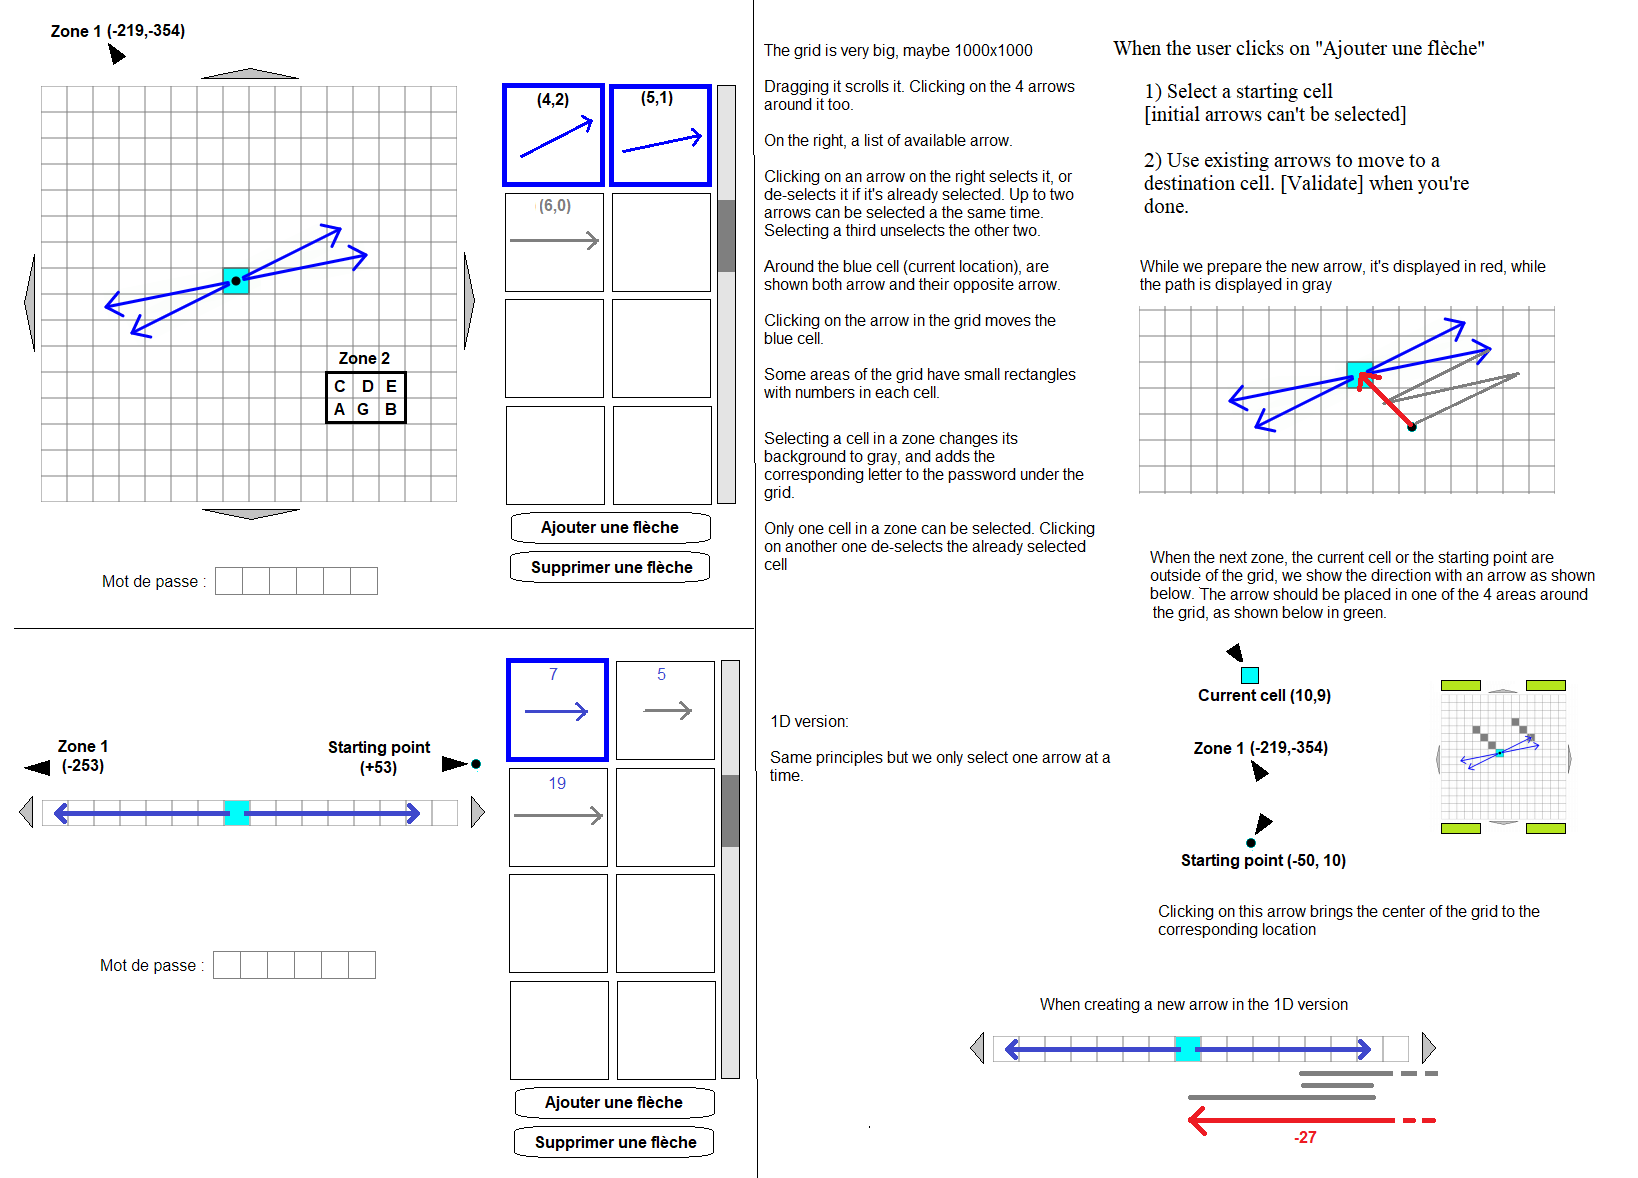 Zone 1 (-219,-354)
(4,2)
(5,1)
(6,0)
Zone 2
C D E
A G B
Ajouter une flèche
Supprimer une flèche
Mot de passe :
The grid is very big, maybe 1000x1000
Dragging it scrolls it. Clicking on the 4 arrows
around it too.
On the right, a list of available arrow.
Clicking on an arrow on the right selects it, or
de-selects it if it's already selected. Up to two
arrows can be selected a the same time.
Selecting a third unselects the other two.
Around the blue cell (current location), are
shown both arrow and their opposite arrow.
Clicking on the arrow in the grid moves the
blue cell.
Some areas of the grid have small rectangles
with numbers in each cell.
Selecting a cell in a zone changes its
background to gray, and adds the
corresponding letter to the password under the
grid.
Only one cell in a zone can be selected. Clicking
on another one de-selects the already selected
cell
When the user clicks on "Ajouter une flèche"
1) Select a starting cell
[initial arrows can't be selected]
2) Use existing arrows to move to a
destination cell. [Validate] when you're
done.
While we prepare the new arrow, it's displayed in red, while
the path is displayed in gray
When the next zone, the current cell or the starting point are
outside of the grid, we show the direction with an arrow as shown
below. The arrow should be placed in one of the 4 areas around
the grid, as shown below in green.
Current cell (10,9)
Zone 1 (-219,-354)
Starting point (-50, 10)
Clicking on this arrow brings the center of the grid to the
corresponding location
Zone 1
(-253)
Starting point
(+53)
7
5
19
Ajouter une flèche
Supprimer une flèche
Mot de passe :
1D version:
Same principles but we only select one arrow at a
time.
When creating a new arrow in the 1D version
-27